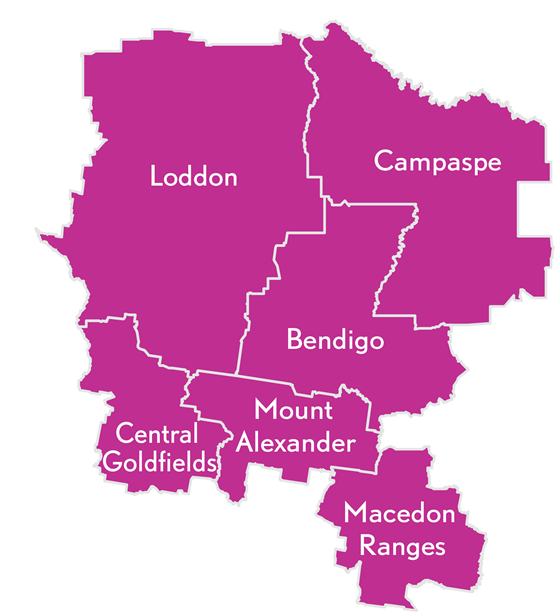 Campaspe
Loddon
Bendigo
Mount
Alexander
Central
Goldfields
Macedon
Ranges